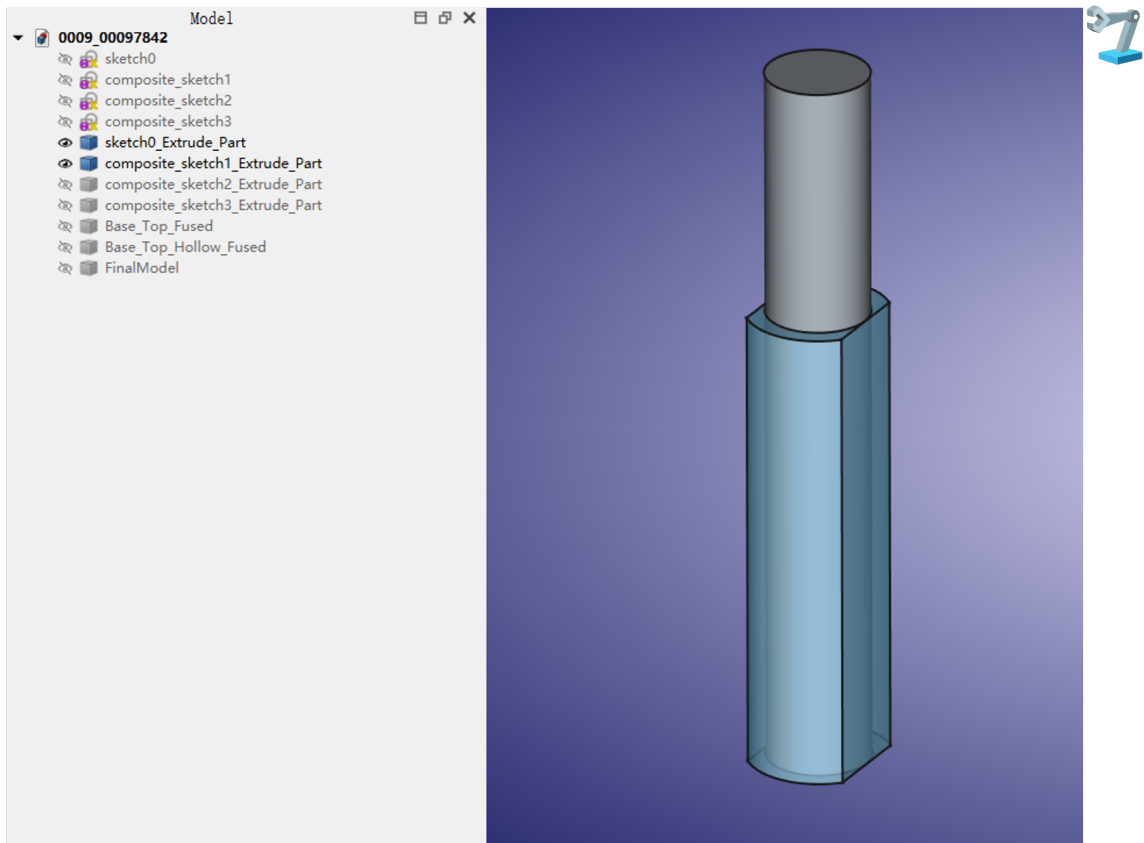 Model
0009_00097842
sketch0
composite_sketch1
composite_sketch2
composite_sketch3
sketch0_Extrude_Part
composite_sketch1_Extrude_Part
composite_sketch2_Extrude_Part
composite_sketch3_Extrude_Part
Base_Top_Fused
Base_Top_Hollow_Fused
FinalModel